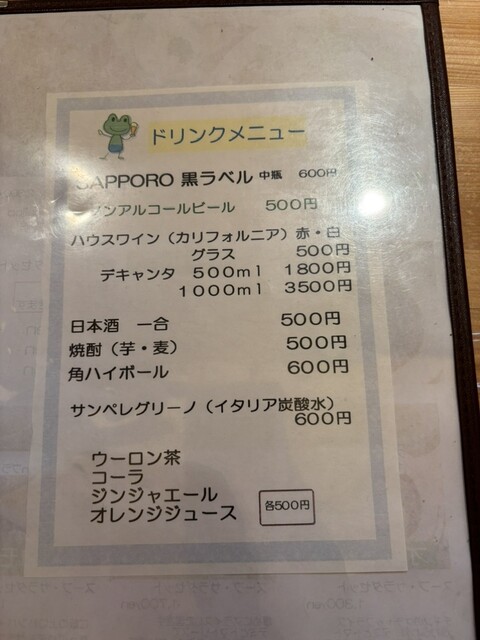 ドリンクメニュー
SAPPORO 黒ラベル 中瓶 600円
ノンアルコールビール 500円
ハウスワイン（カリフォルニア）赤・白
グラス 500円
デキャンタ 500ml 1800円
1000ml 3500円
日本酒 一合 500円
焼酎（芋・麦） 500円
角ハイボール 600円
サンペレグリーノ（イタリア炭酸水）
600円
ウーロン茶
コーラ
ジンジャエール
オレンジジュース
各500円